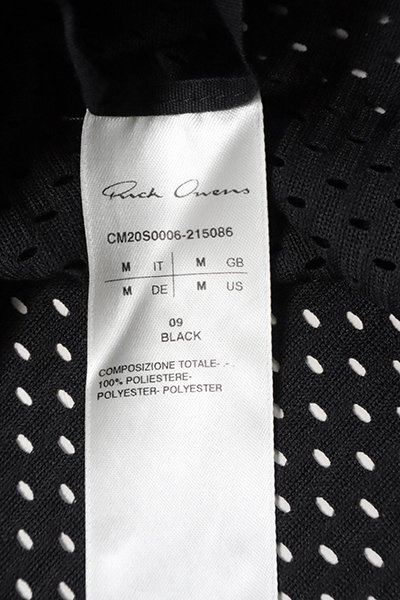 Rick Owens
CM20S0006-215086
M IT M GB
M DE M US
09
BLACK
COMPOSIZIONE TOTALE- .- .
100% POLIESTERE-
POLYESTER- POLYESTER